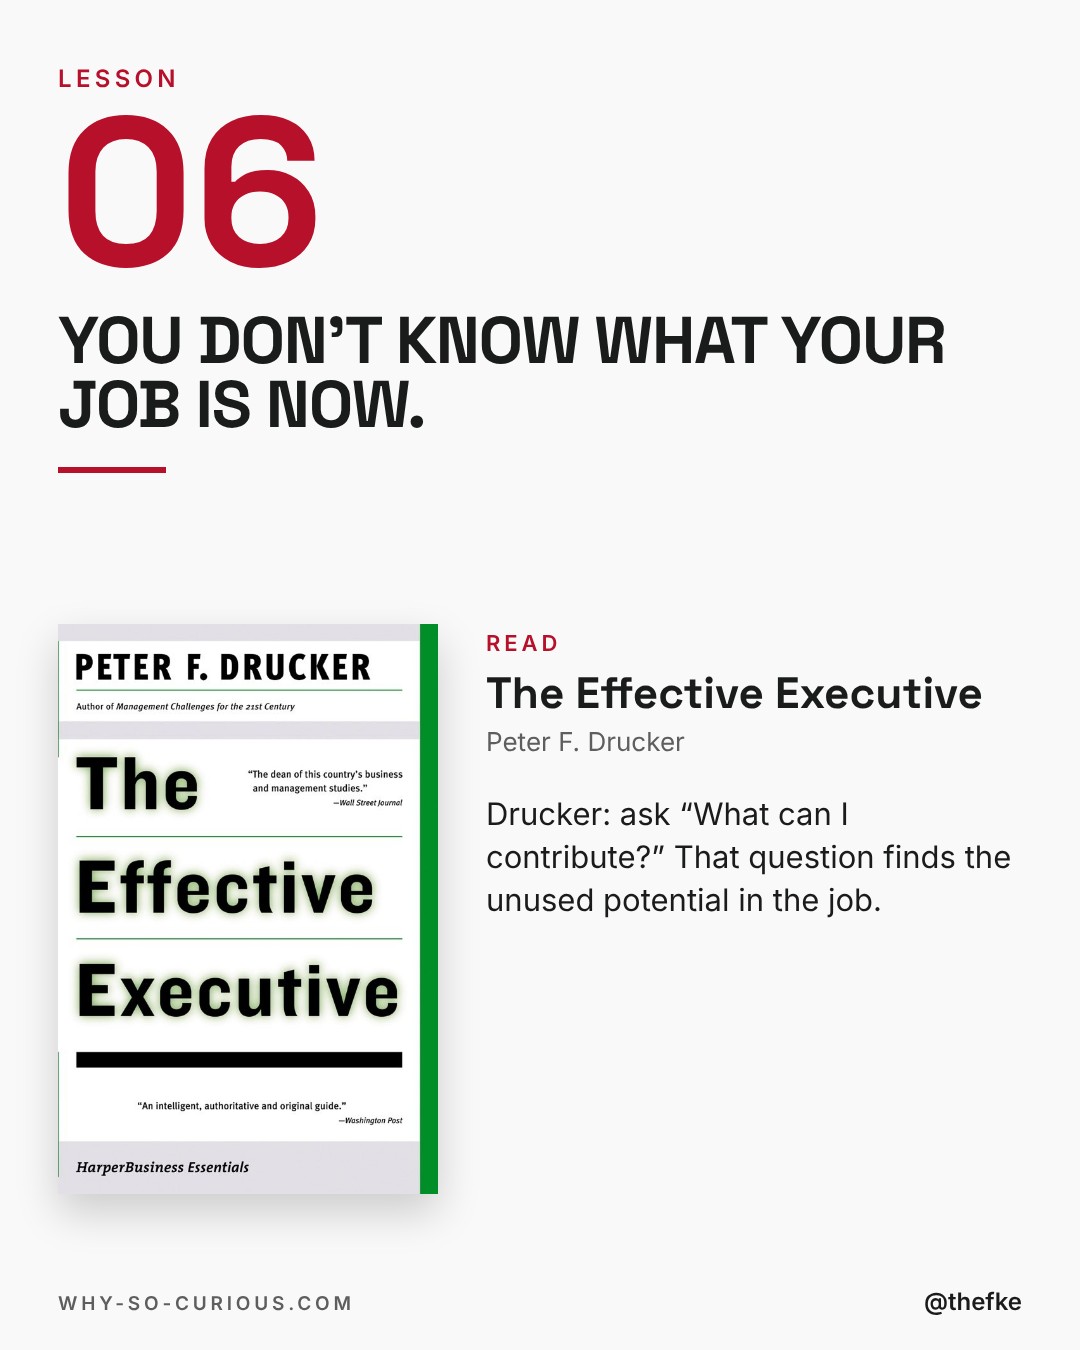 LESSON
06
YOU DON’T KNOW WHAT YOUR
JOB IS NOW.
PETER F. DRUCKER
Author of Management Challenges for the 21st Century
The
“The dean of this country’s business
and management studies.”
—Wall Street Journal
Effective
Executive
“An intelligent, authoritative and original guide.”
—Washington Post
HarperBusiness Essentials
READ
The Effective Executive
Peter F. Drucker
Drucker: ask “What can I
contribute?” That question finds the
unused potential in the job.
WHY-SO-CURIOUS.COM
@thefke